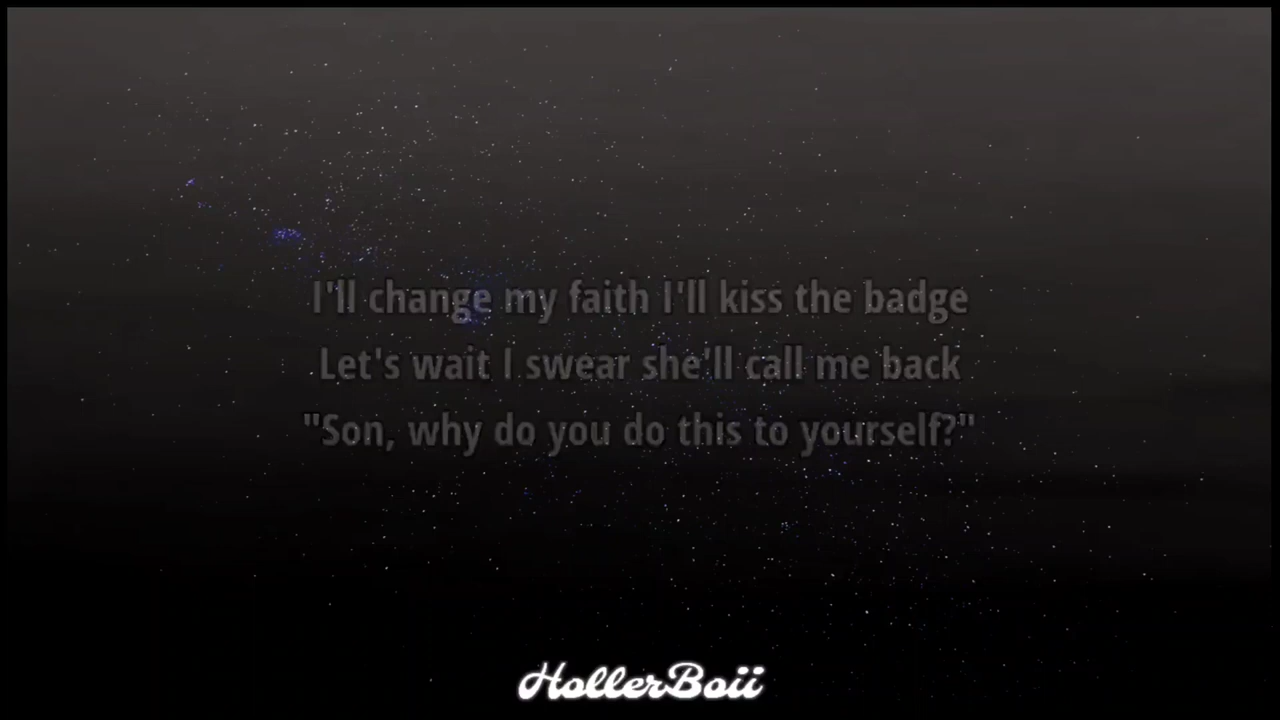 I'll change my faith I'll kiss the badge
Let's wait I swear she'll call me back
"Son, why do you do this to yourself?"
HollerBoii